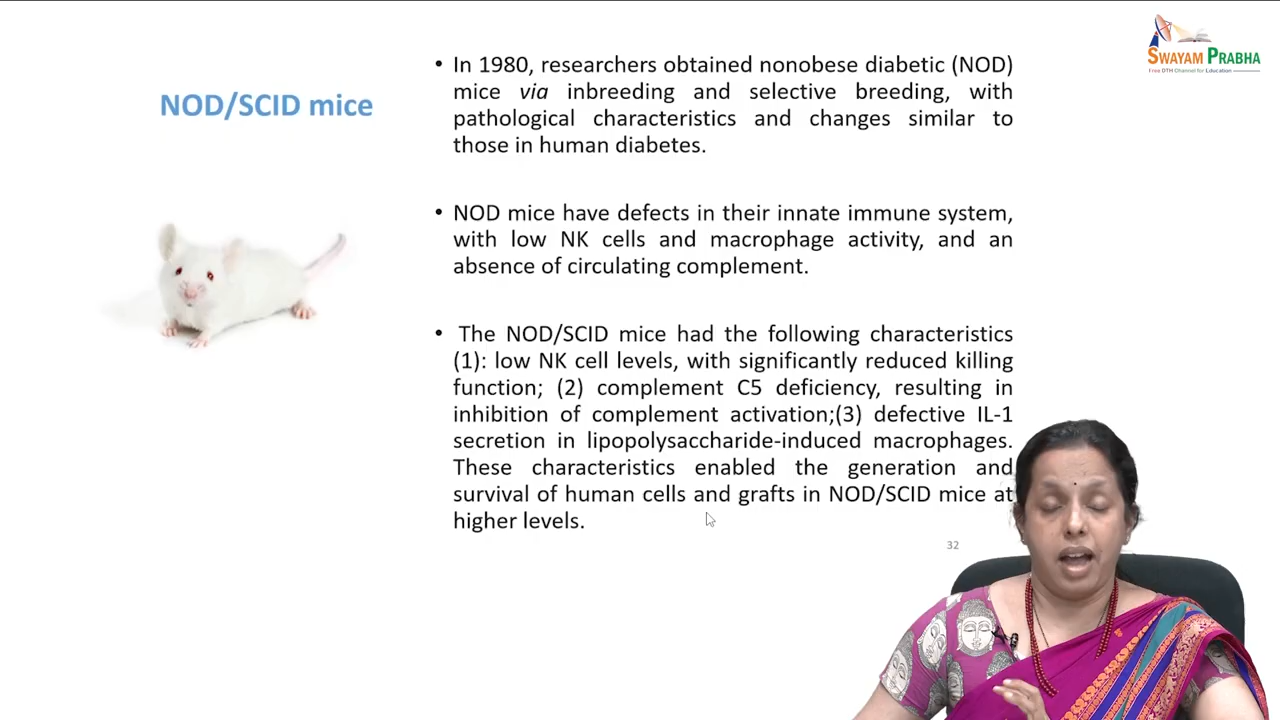 SWAYAM PRABHA
Free DTH Channel for Education
NOD/SCID mice
• In 1980, researchers obtained nonobese diabetic (NOD)
mice via inbreeding and selective breeding, with
pathological characteristics and changes similar to
those in human diabetes.
• NOD mice have defects in their innate immune system,
with low NK cells and macrophage activity, and an
absence of circulating complement.
• The NOD/SCID mice had the following characteristics
(1): low NK cell levels, with significantly reduced killing
function; (2) complement C5 deficiency, resulting in
inhibition of complement activation;(3) defective IL-1
secretion in lipopolysaccharide-induced macrophages.
These characteristics enabled the generation and
survival of human cells and grafts in NOD/SCID mice at
higher levels.
32